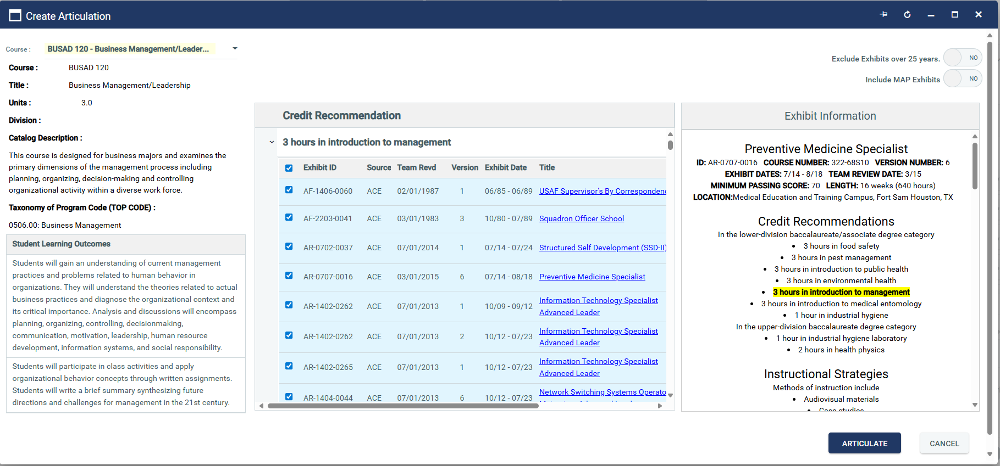 Create Articulation
Course :
BUSAD 120 - Business Management/Leader...
Course :
BUSAD 120
Title :
Business Management/Leadership
Units :
3.0
Division :
Catalog Description :
This course is designed for business majors and examines the
primary dimensions of the management process including
planning, organizing, decision-making and controlling
organizational activity within a diverse work force.
Taxonomy of Program Code (TOP CODE) :
0506.00: Business Management
Student Learning Outcomes
Students will gain an understanding of current management
practices and problems related to human behavior in
organizations. They will understand the theories related to actual
business practices and diagnose the organizational context and
its critical importance. Analysis and discussions will encompass
planning, organizing, controlling, decisionmaking,
communication, motivation, leadership, human resource
development, information systems, and social responsibility.
Students will participate in class activities and apply
organizational behavior concepts through written assignments.
Students will write a brief summary synthesizing future
directions and challenges for management in the 21st century.
Exclude Exhibits over 25 years.
NO
Include MAP Exhibits
NO
Credit Recommendation
3 hours in introduction to management
Exhibit ID Source Team Revd Version Exhibit Date Title
AF-1406-0060 ACE 02/01/1987 1 06/85 - 06/89 USAF Supervisor's By Correspondenc
AF-2203-0041 ACE 03/01/1983 3 10/80 - 07/89 Squadron Officer School
AR-0702-0037 ACE 07/01/2014 1 07/14 - 07/24 Structured Self Development (SSD-II)
AR-0707-0016 ACE 03/01/2015 6 07/14 - 08/18 Preventive Medicine Specialist
AR-1402-0262 ACE 07/01/2013 1 10/09 - 09/12 Information Technology Specialist
Advanced Leader
AR-1402-0262 ACE 07/01/2013 2 10/12 - 07/23 Information Technology Specialist
Advanced Leader
AR-1402-0265 ACE 07/01/2013 1 10/12 - 07/23 Information Technology Specialist
Advanced Leader
AR-1404-0044 ACE 07/01/2013 6 10/12 - 07/23 Network Switching Systems Operato
Exhibit Information
Preventive Medicine Specialist
ID: AR-0707-0016 COURSE NUMBER: 322-68S10 VERSION NUMBER: 6
EXHIBIT DATES: 7/14 - 8/18 TEAM REVIEW DATE: 3/15
MINIMUM PASSING SCORE: 70 LENGTH: 16 weeks (640 hours)
LOCATION:Medical Education and Training Campus, Fort Sam Houston, TX
Credit Recommendations
In the lower-division baccalaureate/associate degree category
• 3 hours in food safety
• 3 hours in pest management
• 3 hours in introduction to public health
• 3 hours in environmental health
• 3 hours in introduction to management
• 3 hours in introduction to medical entomology
• 1 hour in industrial hygiene
In the upper-division baccalaureate degree category
• 1 hour in industrial hygiene laboratory
• 2 hours in health physics
Instructional Strategies
Methods of instruction include
• Audiovisual materials
• Case studies
ARTICULATE
CANCEL